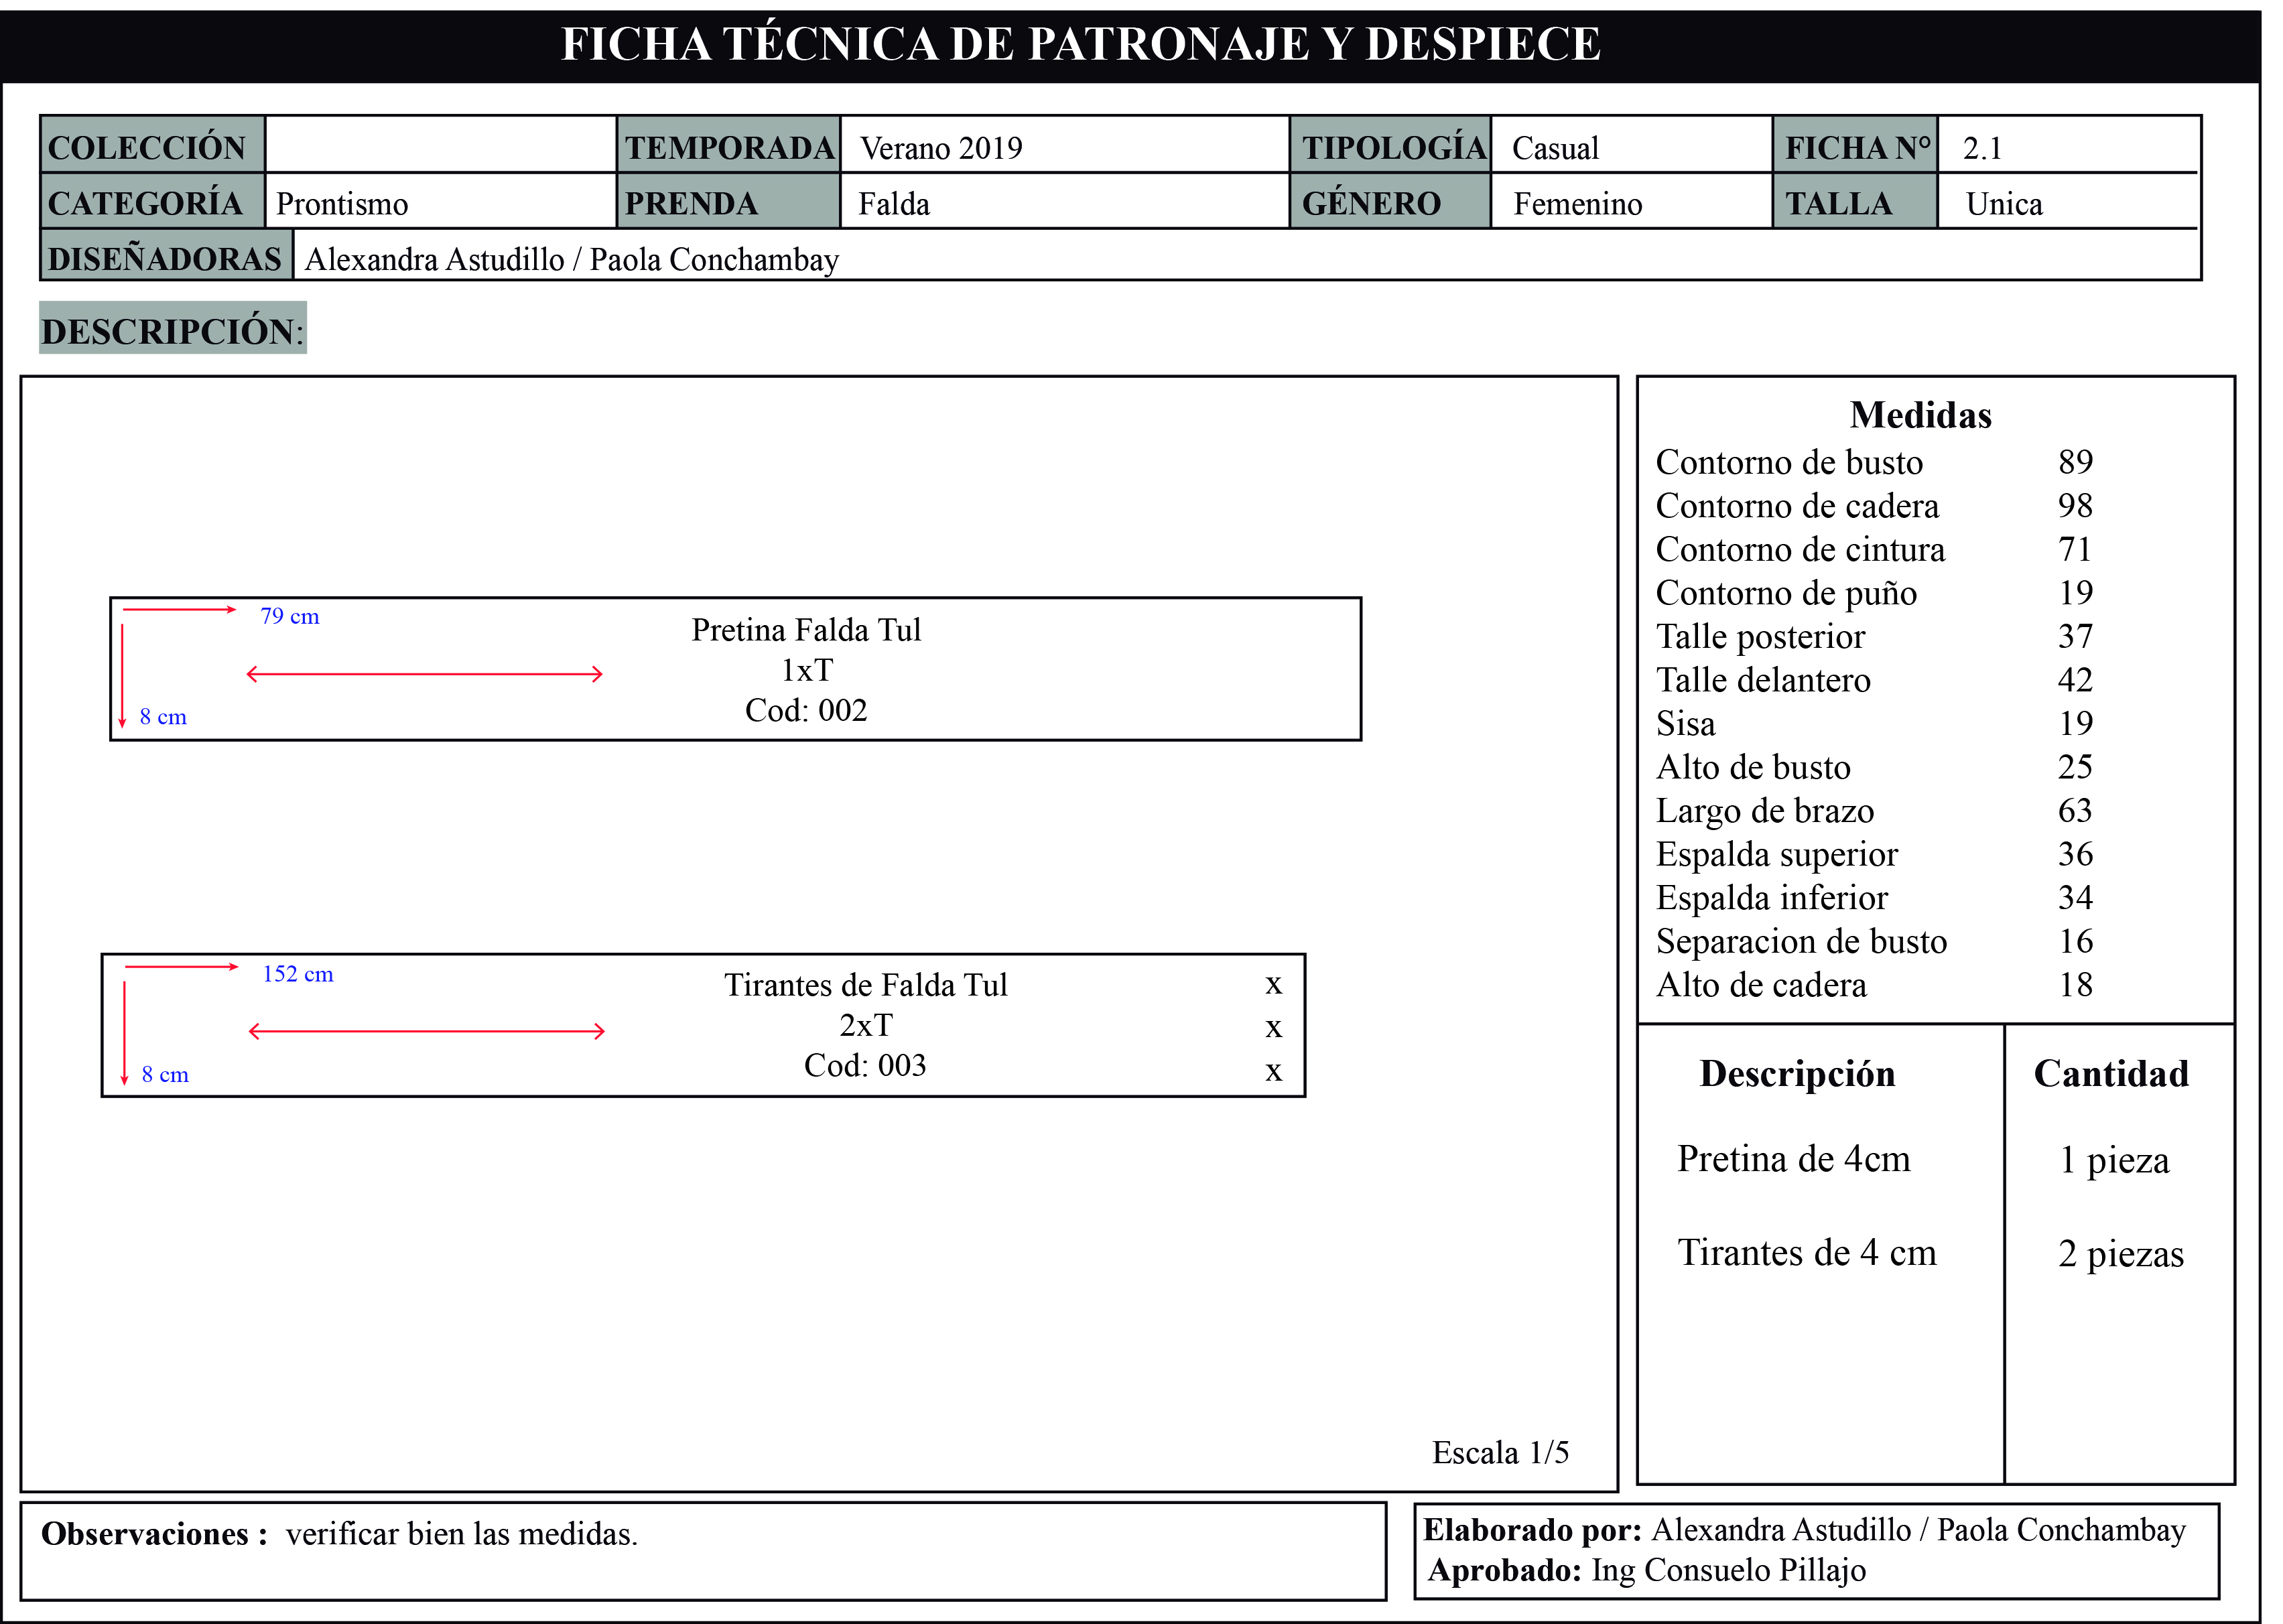 FICHA TÉCNICA DE PATRONAJE Y DESPIECE
COLECCIÓN TEMPORADA Verano 2019 TIPOLOGÍA Casual FICHA N° 2.1
CATEGORÍA Prontismo PRENDA Falda GÉNERO Femenino TALLA Unica
DISEÑADORAS Alexandra Astudillo / Paola Conchambay
DESCRIPCIÓN:
79 cm
Pretina Falda Tul
1xT
Cod: 002
8 cm
152 cm
Tirantes de Falda Tul x
2xT x
Cod: 003 x
8 cm
Escala 1/5
Medidas
Contorno de busto 89
Contorno de cadera 98
Contorno de cintura 71
Contorno de puño 19
Talle posterior 37
Talle delantero 42
Sisa 19
Alto de busto 25
Largo de brazo 63
Espalda superior 36
Espalda inferior 34
Separacion de busto 16
Alto de cadera 18
Descripción Cantidad
Pretina de 4cm 1 pieza
Tirantes de 4 cm 2 piezas
Observaciones : verificar bien las medidas.
Elaborado por: Alexandra Astudillo / Paola Conchambay
Aprobado: Ing Consuelo Pillajo